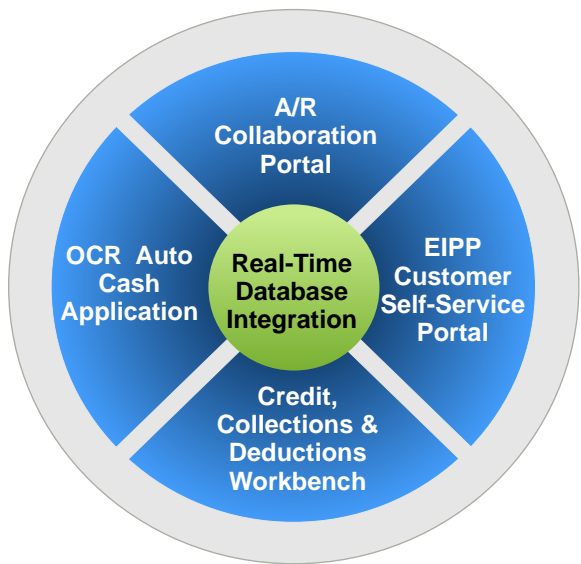 A/R
Collaboration
Portal
OCR Auto
Cash
Application
Real-Time
Database
Integration
EIPP
Customer
Self-Service
Portal
Credit,
Collections &
Deductions
Workbench